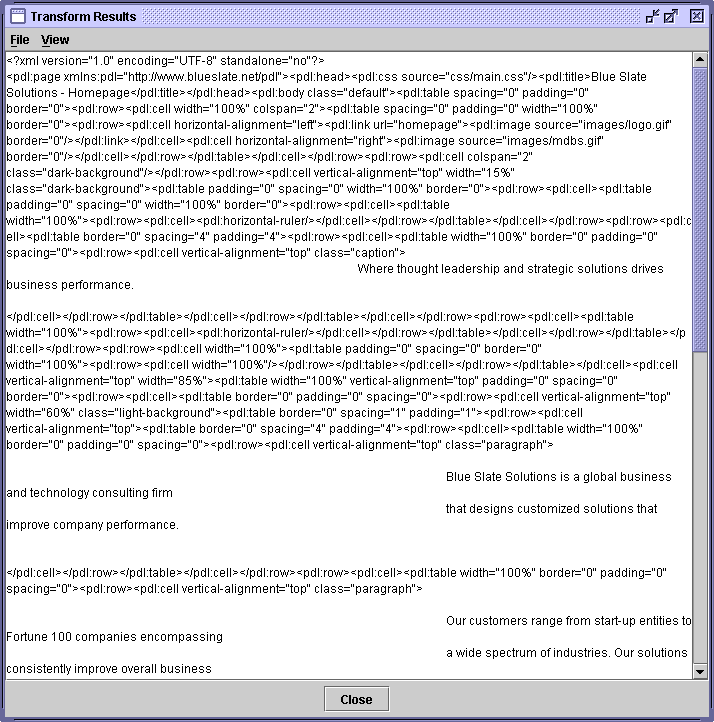 Transform Results
File View
<?xml version="1.0" encoding="UTF-8" standalone="no"?>
<pdl:page xmlns:pdl="http://www.blueslate.net/pdl"><pdl:head><pdl:css source="css/main.css"/><pdl:title>Blue Slate
Solutions - Homepage</pdl:title></pdl:head><pdl:body class="default"><pdl:table spacing="0" padding="0"
border="0"><pdl:row><pdl:cell width="100%" colspan="2"><pdl:table spacing="0" padding="0" width="100%"
border="0"><pdl:row><pdl:cell horizontal-alignment="left"><pdl:link url="homepage"><pdl:image source="images/logo.gif"
border="0"/></pdl:link></pdl:cell><pdl:cell horizontal-alignment="right"><pdl:image source="images/mdbs.gif"
border="0"/></pdl:cell></pdl:row></pdl:table></pdl:cell></pdl:row><pdl:row><pdl:cell colspan="2"
class="dark-background"/></pdl:row><pdl:row><pdl:cell vertical-alignment="top" width="15%"
class="dark-background"><pdl:table padding="0" spacing="0" width="100%" border="0"><pdl:row><pdl:cell><pdl:table
padding="0" spacing="0" width="100%" border="0"><pdl:row><pdl:cell><pdl:table
width="100%"><pdl:row><pdl:cell><pdl:horizontal-ruler/></pdl:cell></pdl:row></pdl:table></pdl:cell></pdl:row><pdl:row><pdl:c
ell><pdl:table border="0" spacing="4" padding="4"><pdl:row><pdl:cell><pdl:table width="100%" border="0" padding="0"
spacing="0"><pdl:row><pdl:cell vertical-alignment="top" class="caption">
Where thought leadership and strategic solutions drives
business performance.
</pdl:cell></pdl:row></pdl:table></pdl:cell></pdl:row></pdl:table></pdl:cell></pdl:row><pdl:row><pdl:cell><pdl:table
width="100%"><pdl:row><pdl:cell><pdl:horizontal-ruler/></pdl:cell></pdl:row></pdl:table></pdl:cell></pdl:row></pdl:table></p
dl:cell></pdl:row><pdl:row><pdl:cell width="100%"><pdl:table padding="0" spacing="0" border="0"
width="100%"><pdl:row><pdl:cell width="100%"/></pdl:row></pdl:table></pdl:cell></pdl:row></pdl:table></pdl:cell><pdl:cell
vertical-alignment="top" width="85%"><pdl:table width="100%" vertical-alignment="top" padding="0" spacing="0"
border="0"><pdl:row><pdl:cell><pdl:table border="0" padding="0" spacing="0"><pdl:row><pdl:cell vertical-alignment="top"
width="60%" class="light-background"><pdl:table border="0" spacing="1" padding="1"><pdl:row><pdl:cell
vertical-alignment="top"><pdl:table border="0" spacing="4" padding="4"><pdl:row><pdl:cell><pdl:table width="100%"
border="0" padding="0" spacing="0"><pdl:row><pdl:cell vertical-alignment="top" class="paragraph">
Blue Slate Solutions is a global business
and technology consulting firm
that designs customized solutions that
improve company performance.
</pdl:cell></pdl:row></pdl:table></pdl:cell></pdl:row><pdl:row><pdl:cell><pdl:table width="100%" border="0" padding="0"
spacing="0"><pdl:row><pdl:cell vertical-alignment="top" class="paragraph">
Our customers range from start-up entities to
Fortune 100 companies encompassing
a wide spectrum of industries. Our solutions
consistently improve overall business
Close